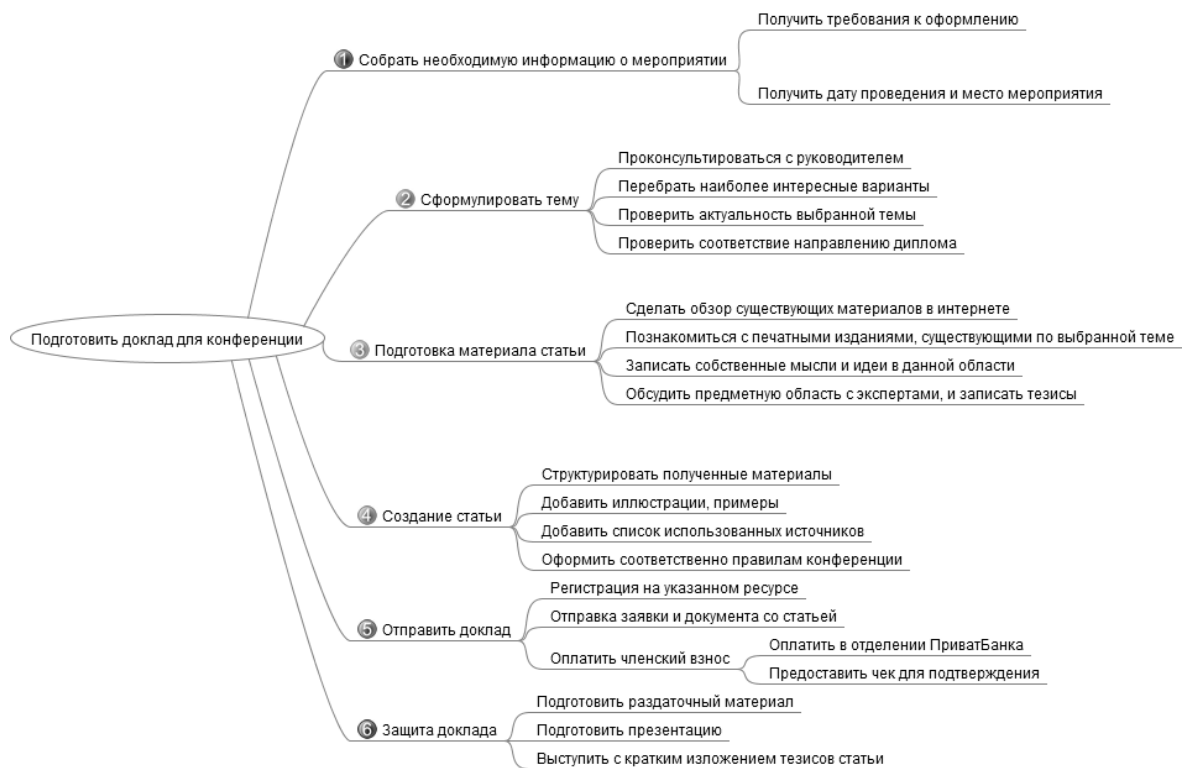 Подготовить доклад для конференции
1 Собрать необходимую информацию о мероприятии
Получить требования к оформлению
Получить дату проведения и место мероприятия
2 Сформулировать тему
Проконсультироваться с руководителем
Перебрать наиболее интересные варианты
Проверить актуальность выбранной темы
Проверить соответствие направлению диплома
3 Подготовка материала статьи
Сделать обзор существующих материалов в интернете
Познакомиться с печатными изданиями, существующими по выбранной теме
Записать собственные мысли и идеи в данной области
Обсудить предметную область с экспертами, и записать тезисы
4 Создание статьи
Структурировать полученные материалы
Добавить иллюстрации, примеры
Добавить список использованных источников
Оформить соответственно правилам конференции
5 Отправить доклад
Регистрация на указанном ресурсе
Отправка заявки и документа со статьей
Оплатить членский взнос
Оплатить в отделении ПриватБанка
Предоставить чек для подтверждения
6 Защита доклада
Подготовить раздаточный материал
Подготовить презентацию
Выступить с кратким изложением тезисов статьи